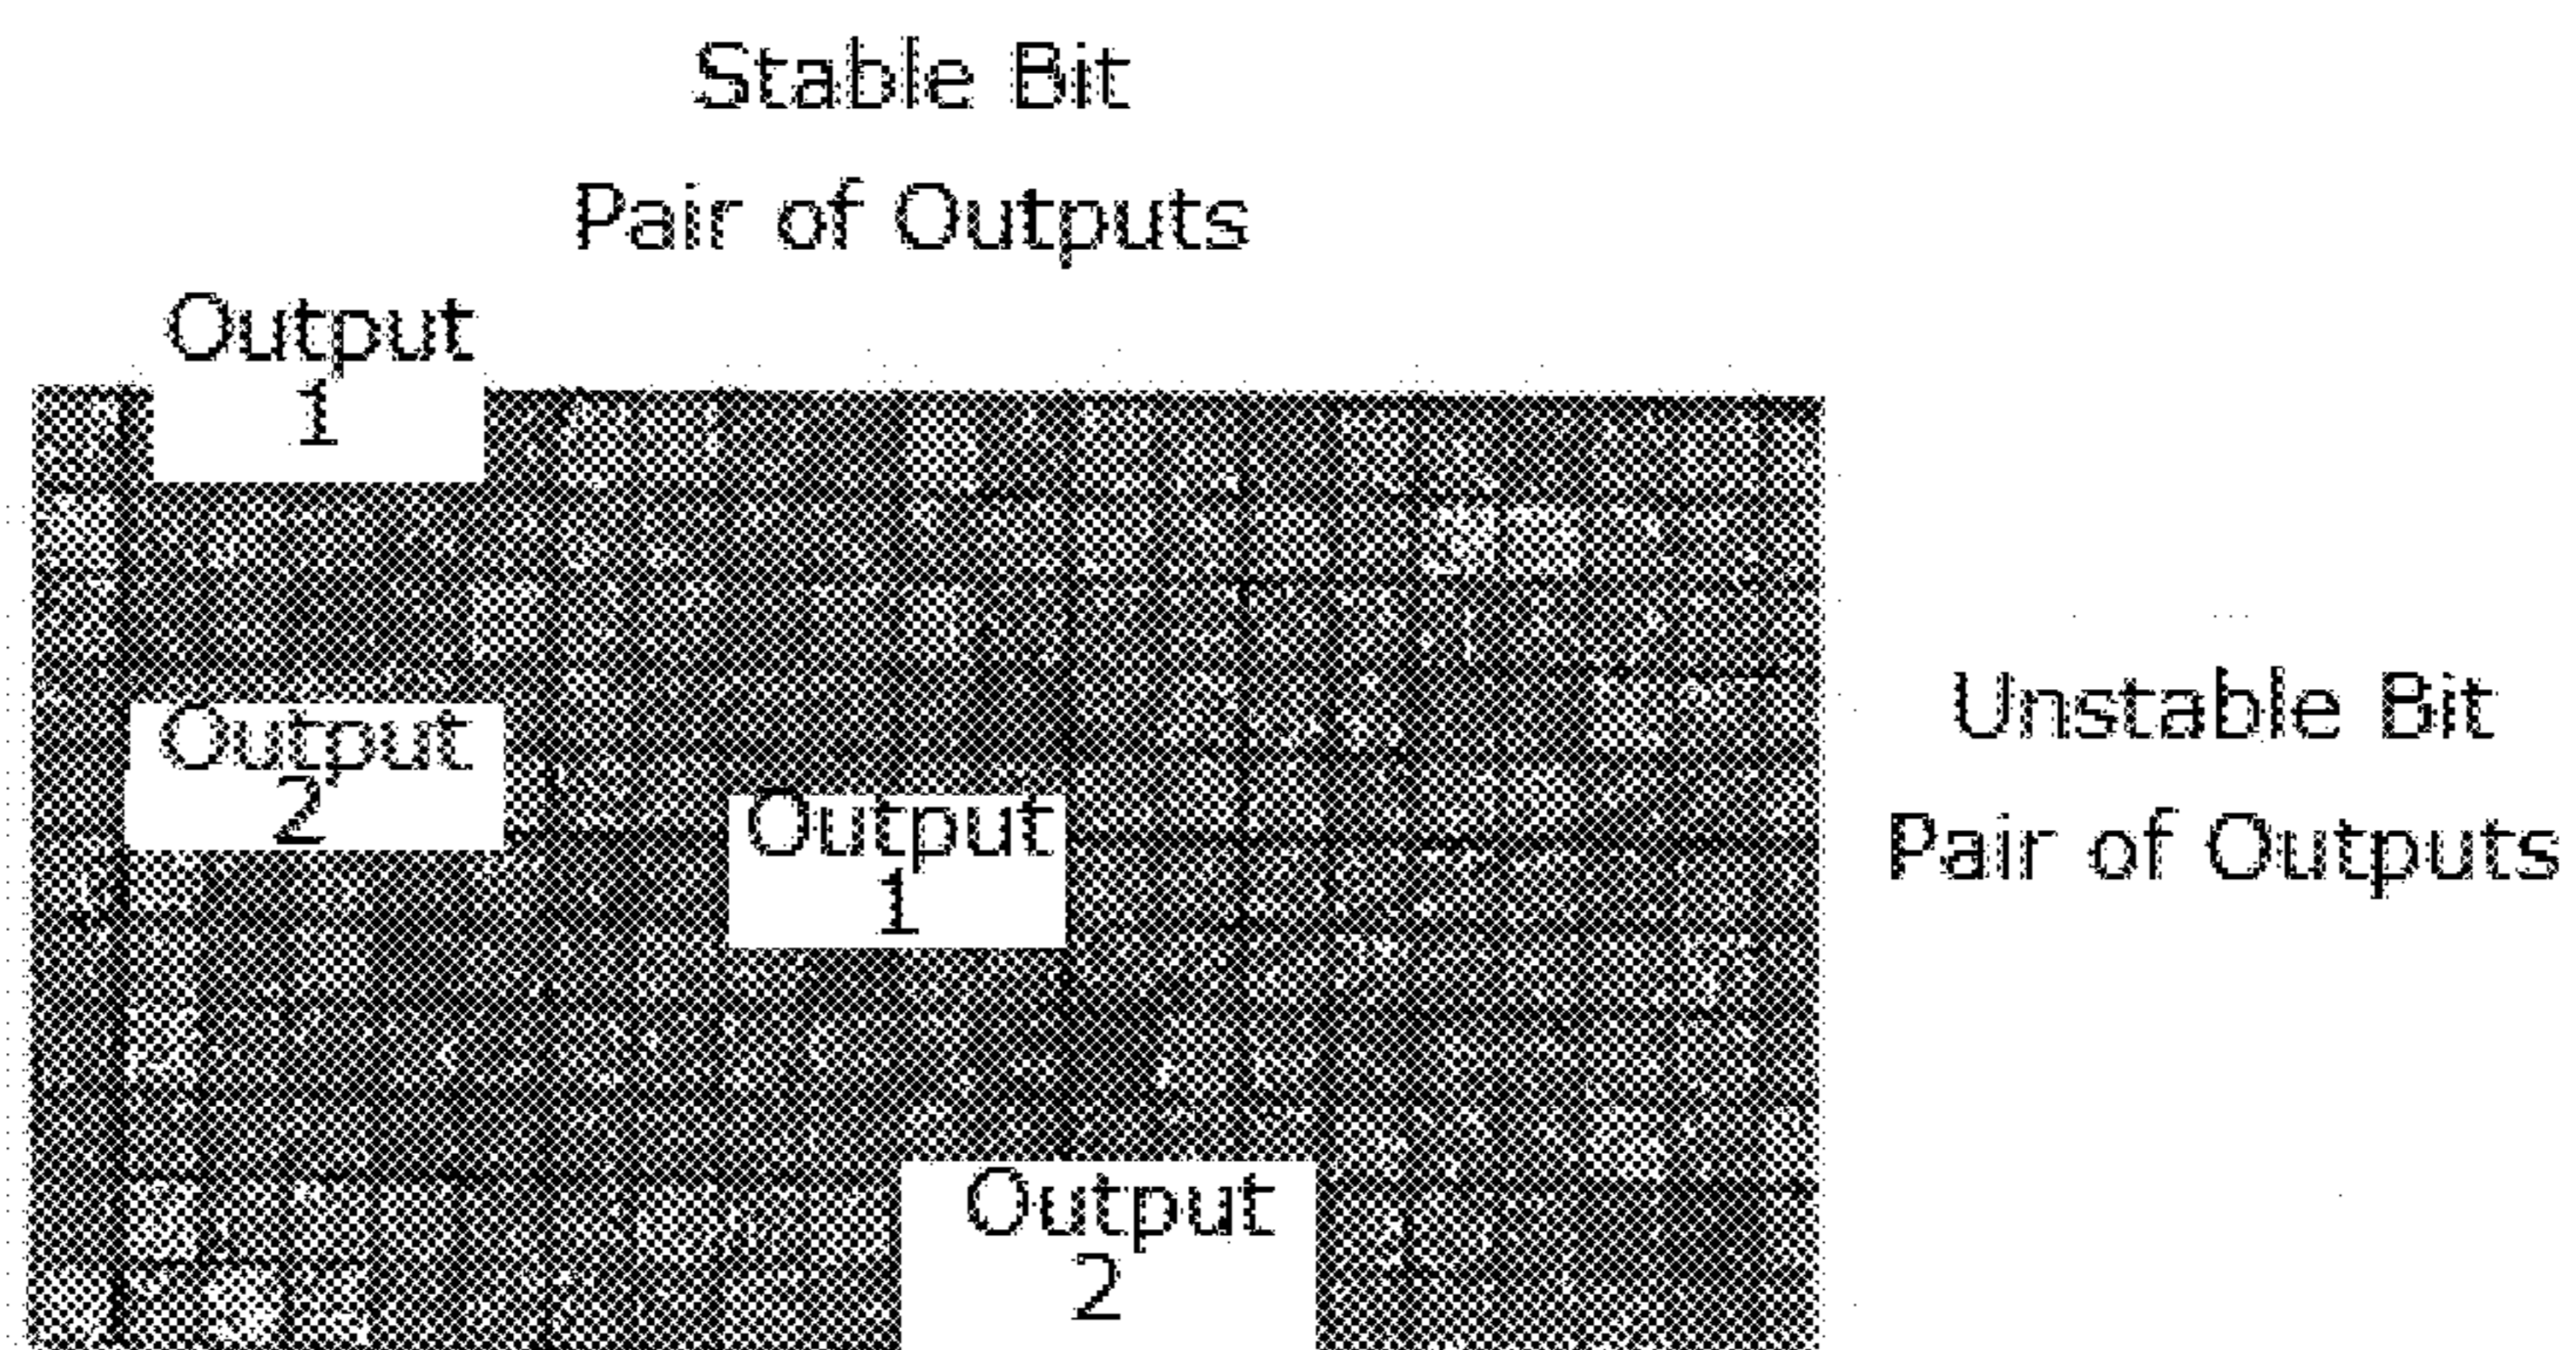 Stable Bit
Pair of Outputs
Output
1
Output
2
Output
1
Unstable Bit
Pair of Outputs
Output
2